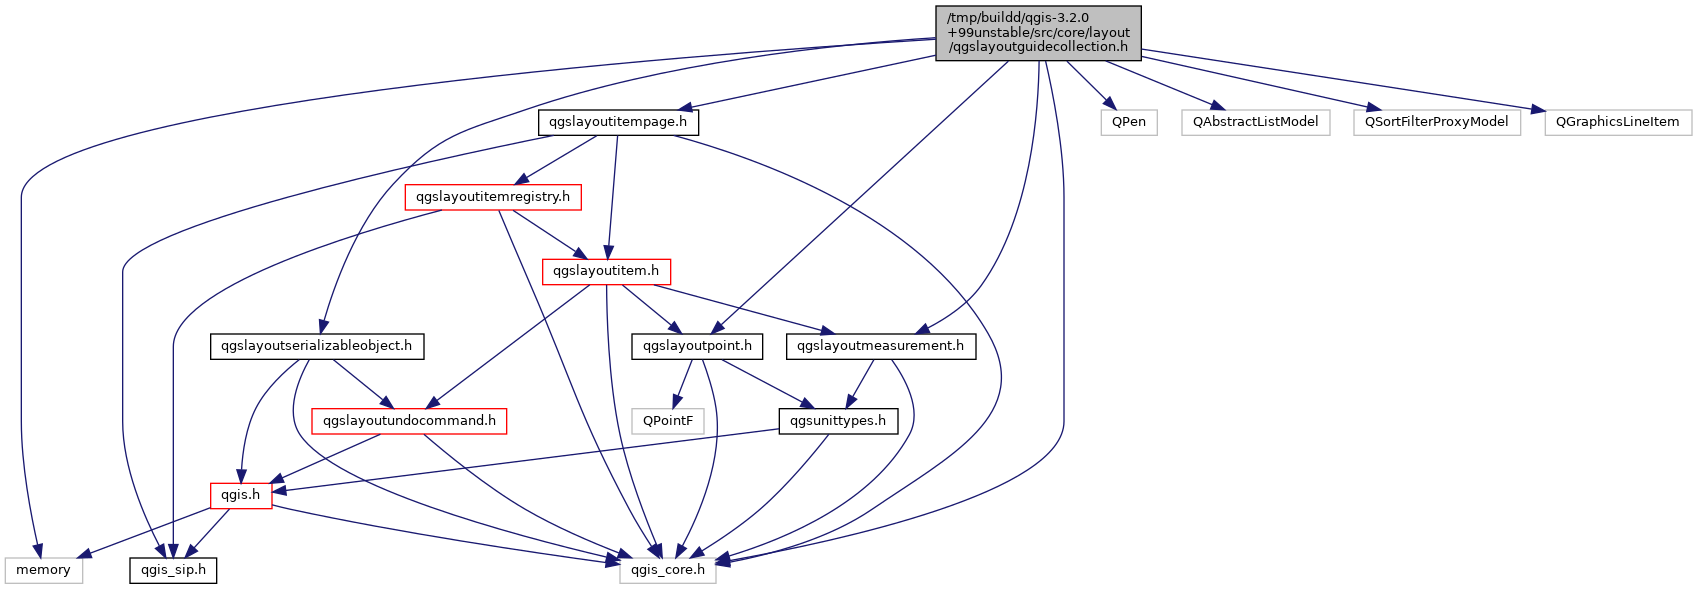 /tmp/buildd/qgis-3.2.0
+99unstable/src/core/layout
/qgslayoutguidecollection.h
qgslayoutitempage.h
QPen
QAbstractListModel
QSortFilterProxyModel
QGraphicsLineItem
qgslayoutitemregistry.h
qgslayoutitem.h
qgslayoutserializableobject.h
qgslayoutpoint.h
qgslayoutmeasurement.h
qgslayoutundocommand.h
QPointF
qgsunittypes.h
qgis.h
memory
qgis_sip.h
qgis_core.h